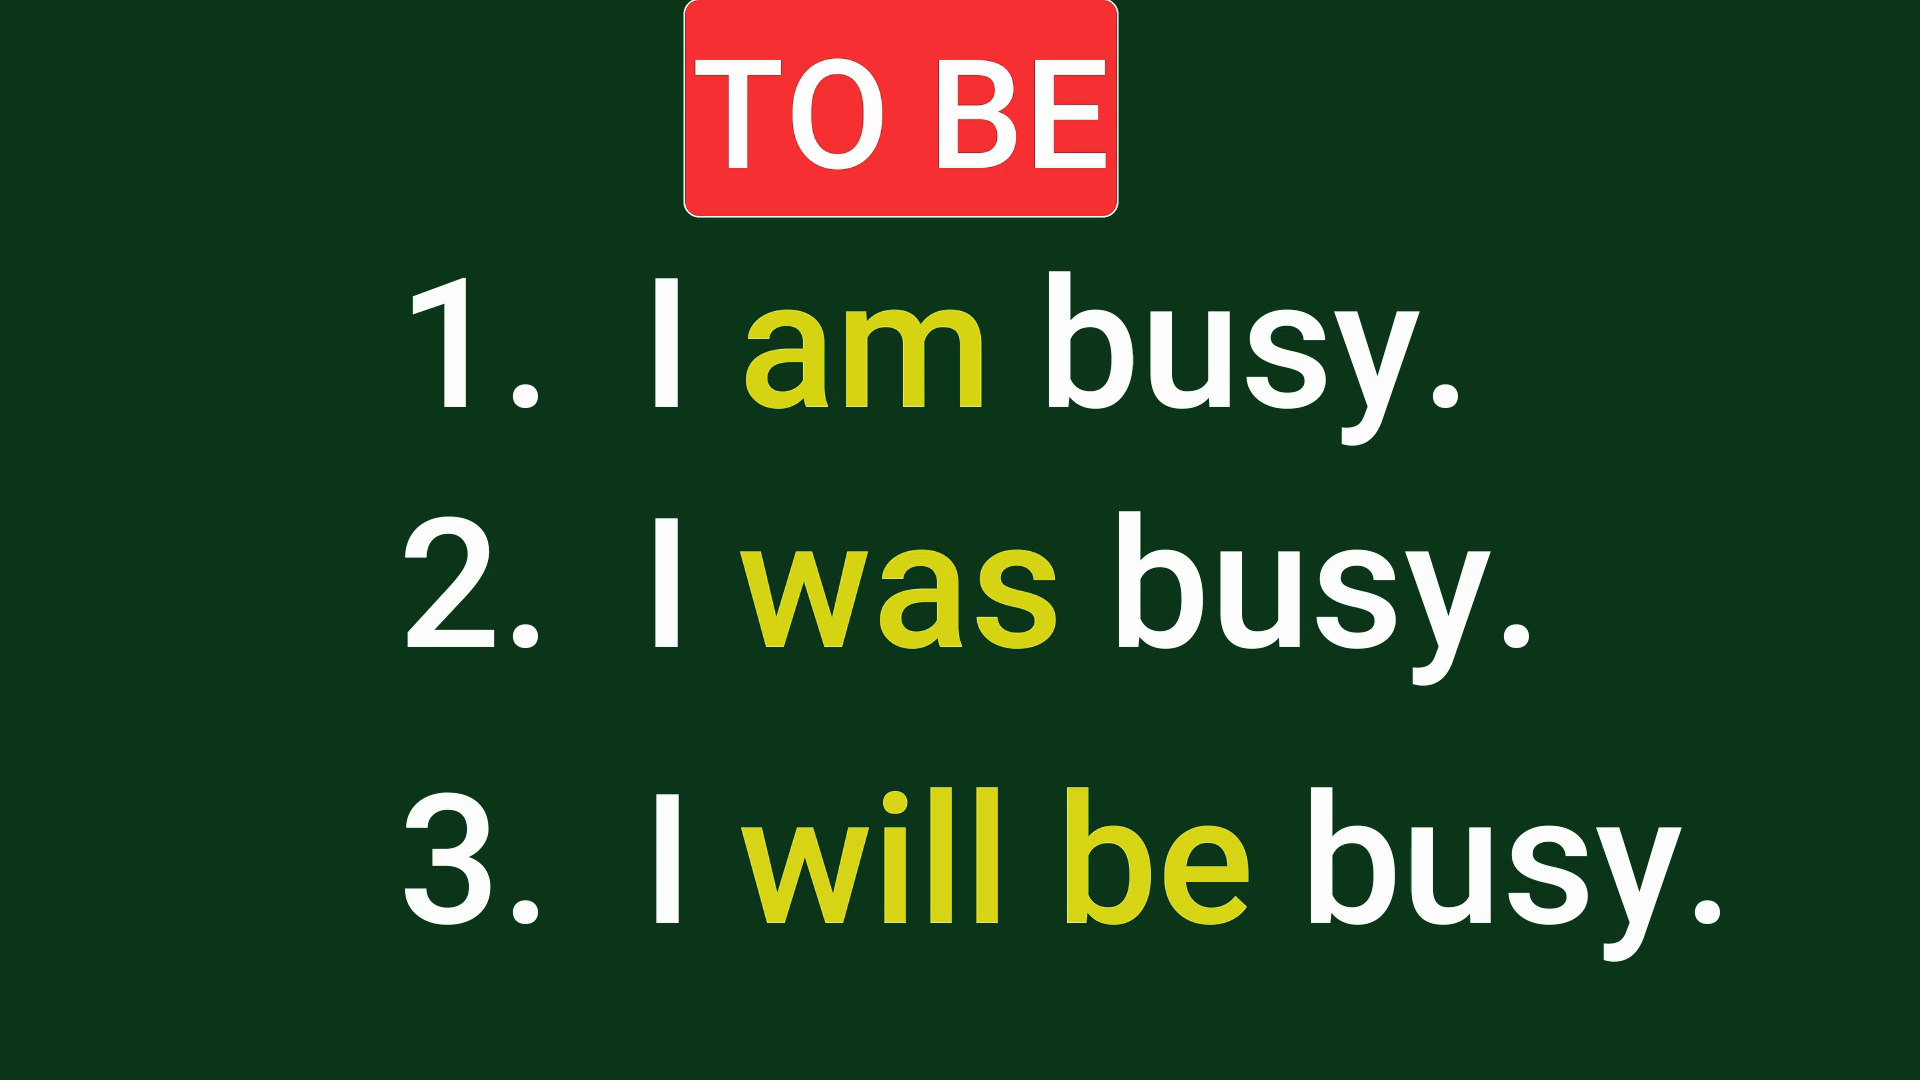 TO BE
1. I am busy.
2. I was busy.
3. I will be busy.